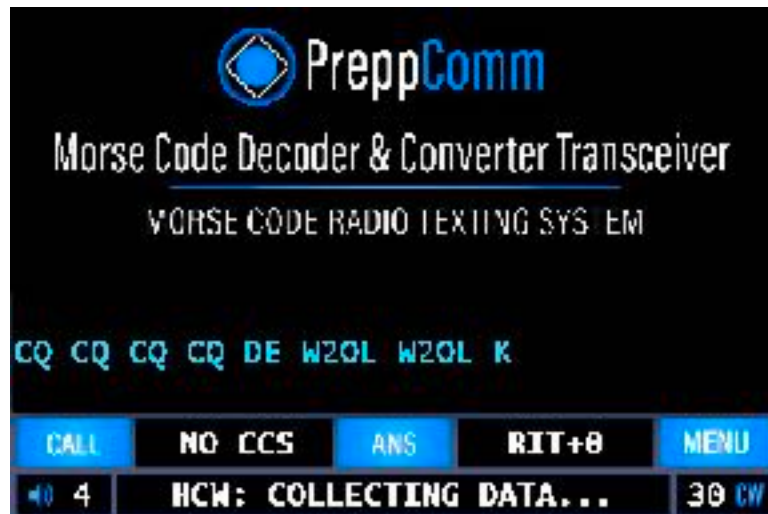 PreppComm
Morse Code Decoder & Converter Transceiver
MORSE CODE RADIO TEXTING SYSTEM
CQ CQ CQ CQ DE W2OL W2OL K
CALL NO CCS ANS RIT+0 MENU
4 HCW: COLLECTING DATA... 30 CW